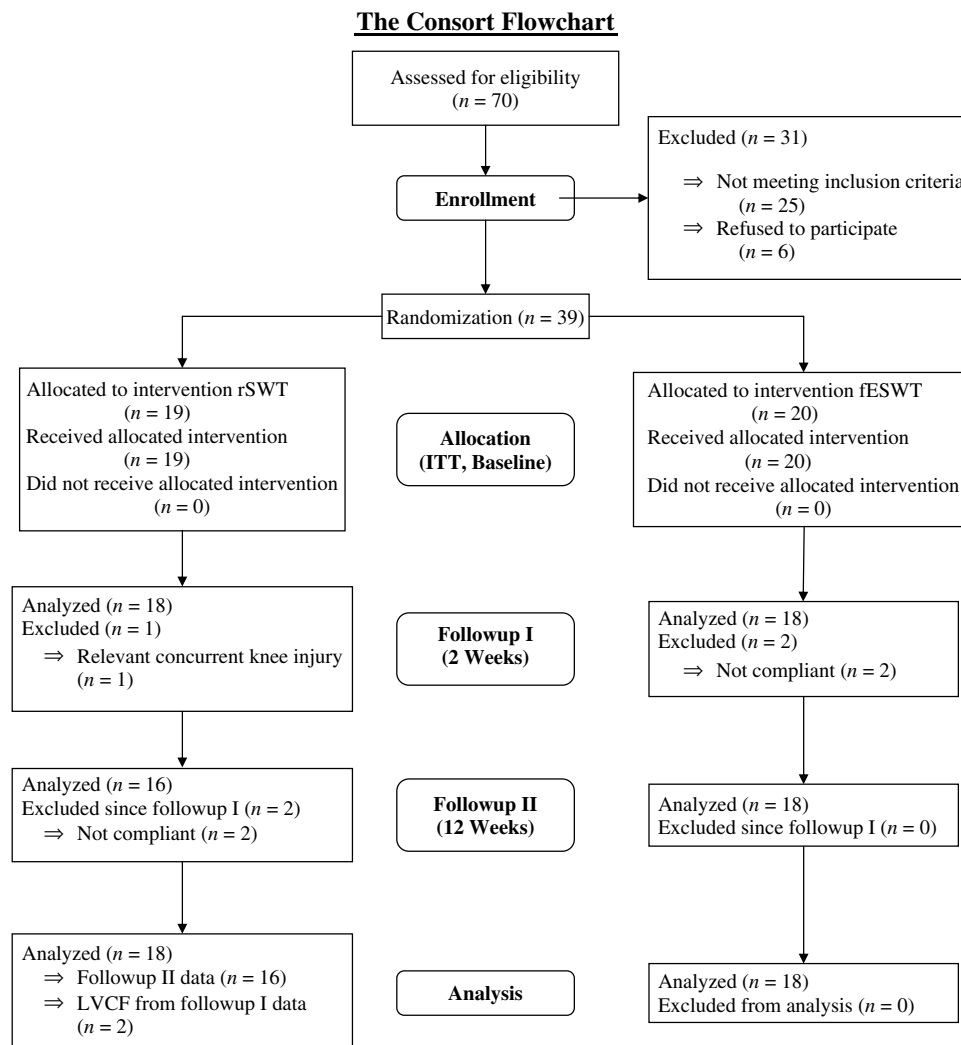 The Consort Flowchart
Assessed for eligibility
(n = 70)
Excluded (n = 31)
⇒ Not meeting inclusion criteria
(n = 25)
⇒ Refused to participate
(n = 6)
Enrollment
Randomization (n = 39)
Allocated to intervention rSWT
(n = 19)
Received allocated intervention
(n = 19)
Did not receive allocated intervention
(n = 0)
Allocation
(ITT, Baseline)
Allocated to intervention fESWT
(n = 20)
Received allocated intervention
(n = 20)
Did not receive allocated intervention
(n = 0)
Analyzed (n = 18)
Excluded (n = 1)
⇒ Relevant concurrent knee injury
(n = 1)
Followup I
(2 Weeks)
Analyzed (n = 18)
Excluded (n = 2)
⇒ Not compliant (n = 2)
Analyzed (n = 16)
Excluded since followup I (n = 2)
⇒ Not compliant (n = 2)
Followup II
(12 Weeks)
Analyzed (n = 18)
Excluded since followup I (n = 0)
Analyzed (n = 18)
⇒ Followup II data (n = 16)
⇒ LVCF from followup I data
(n = 2)
Analysis
Analyzed (n = 18)
Excluded from analysis (n = 0)